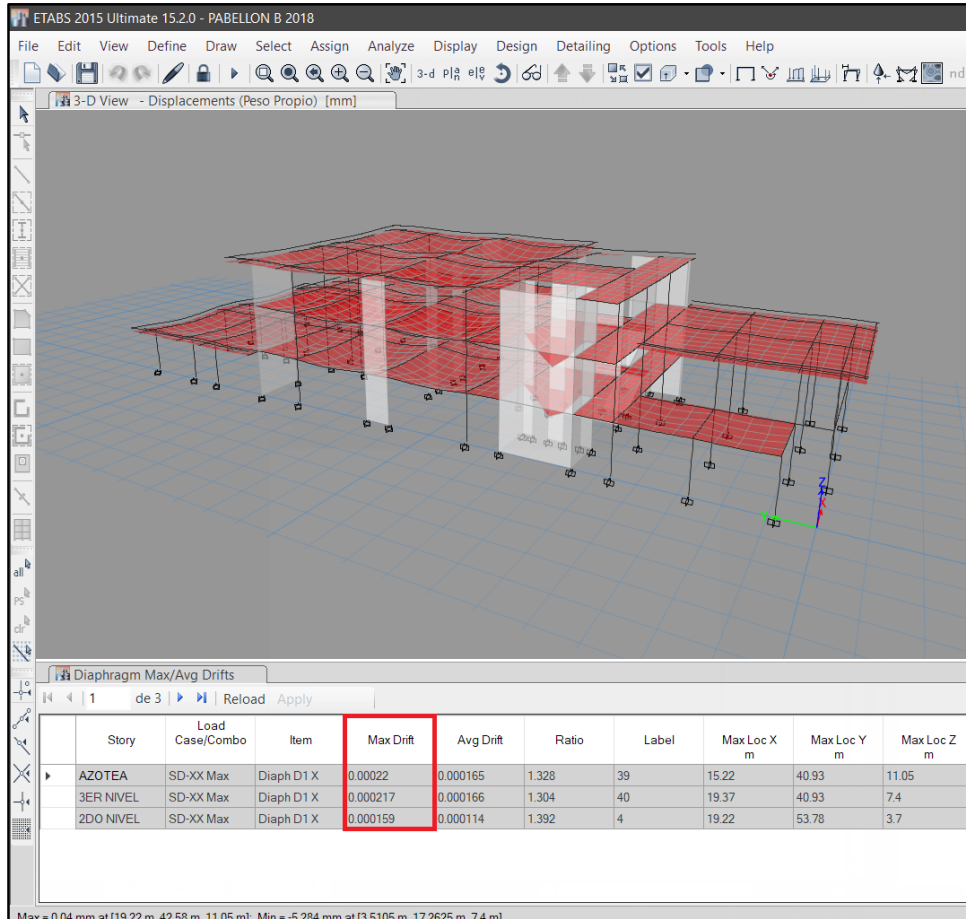 ETABS 2015 Ultimate 15.2.0 - PABELLON B 2018
File Edit View Define Draw Select Assign Analyze Display Design Detailing Options Tools Help
3-d
nd
3-D View - Displacements (Peso Propio) [mm]
Z
Y
X
all
ps
clr
Diaphragm Max/Avg Drifts
1 de 3 Reload Apply
Story Load Case/Combo Item Max Drift Avg Drift Ratio Label Max Loc X m Max Loc Y m Max Loc Z m
AZOTEA SD-XX Max Diaph D1 X 0.00022 0.000165 1.328 39 15.22 40.93 11.05
3ER NIVEL SD-XX Max Diaph D1 X 0.000217 0.000166 1.304 40 19.37 40.93 7.4
2DO NIVEL SD-XX Max Diaph D1 X 0.000159 0.000114 1.392 4 19.22 53.78 3.7
Max = 0.04 mm at [19.22 m, 42.58 m, 11.05 m]; Min = -5.284 mm at [3.5105 m, 17.2625 m, 7.4 m]